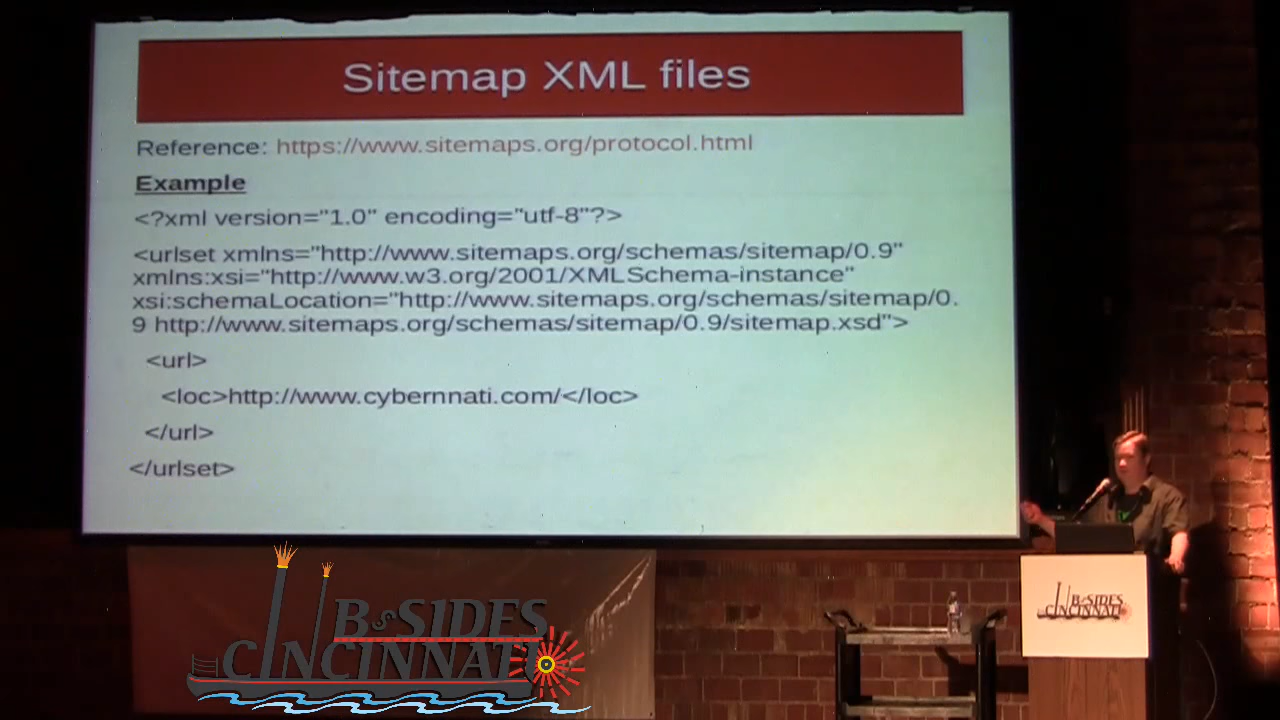 Sitemap XML files
Reference: https://www.sitemaps.org/protocol.html
Example
<?xml version="1.0" encoding="utf-8"?>
<urlset xmlns="http://www.sitemaps.org/schemas/sitemap/0.9"
xmlns:xsi="http://www.w3.org/2001/XMLSchema-instance"
xsi:schemaLocation="http://www.sitemaps.org/schemas/sitemap/0.
9 http://www.sitemaps.org/schemas/sitemap/0.9/sitemap.xsd">
<url>
<loc>http://www.cybernnati.com/</loc>
</url>
</urlset>
BSIDES
CINCINNATI
BSIDES
CINCINNATI